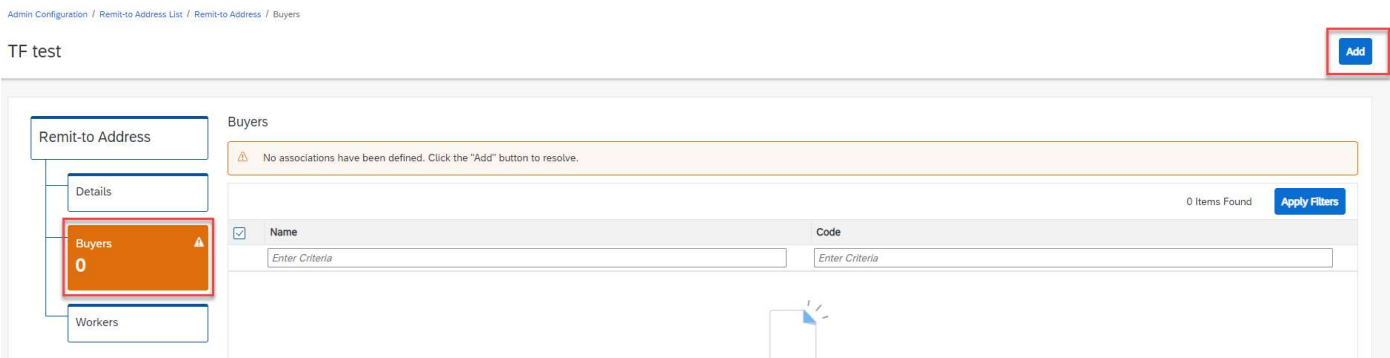 Admin Configuration / Remit-to Address List / Remit-to Address / Buyers
TF test
Add
Remit-to Address
Details
Buyers
0
Workers
Buyers
No associations have been defined. Click the "Add" button to resolve.
0 Items Found
Apply Filters
Name
Code
Enter Criteria
Enter Criteria